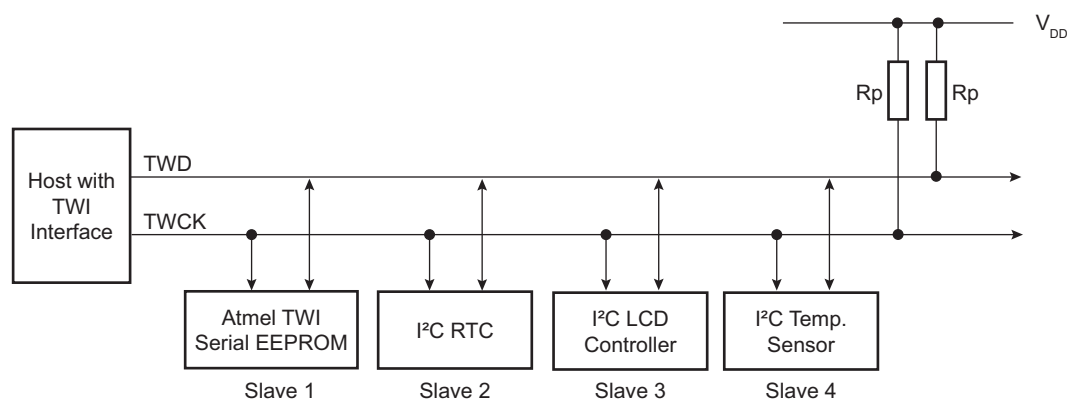 V_DD
Rp Rp
TWD
Host with
TWI
Interface
TWCK
Atmel TWI
Serial EEPROM
I²C RTC
I²C LCD
Controller
I²C Temp.
Sensor
Slave 1 Slave 2 Slave 3 Slave 4